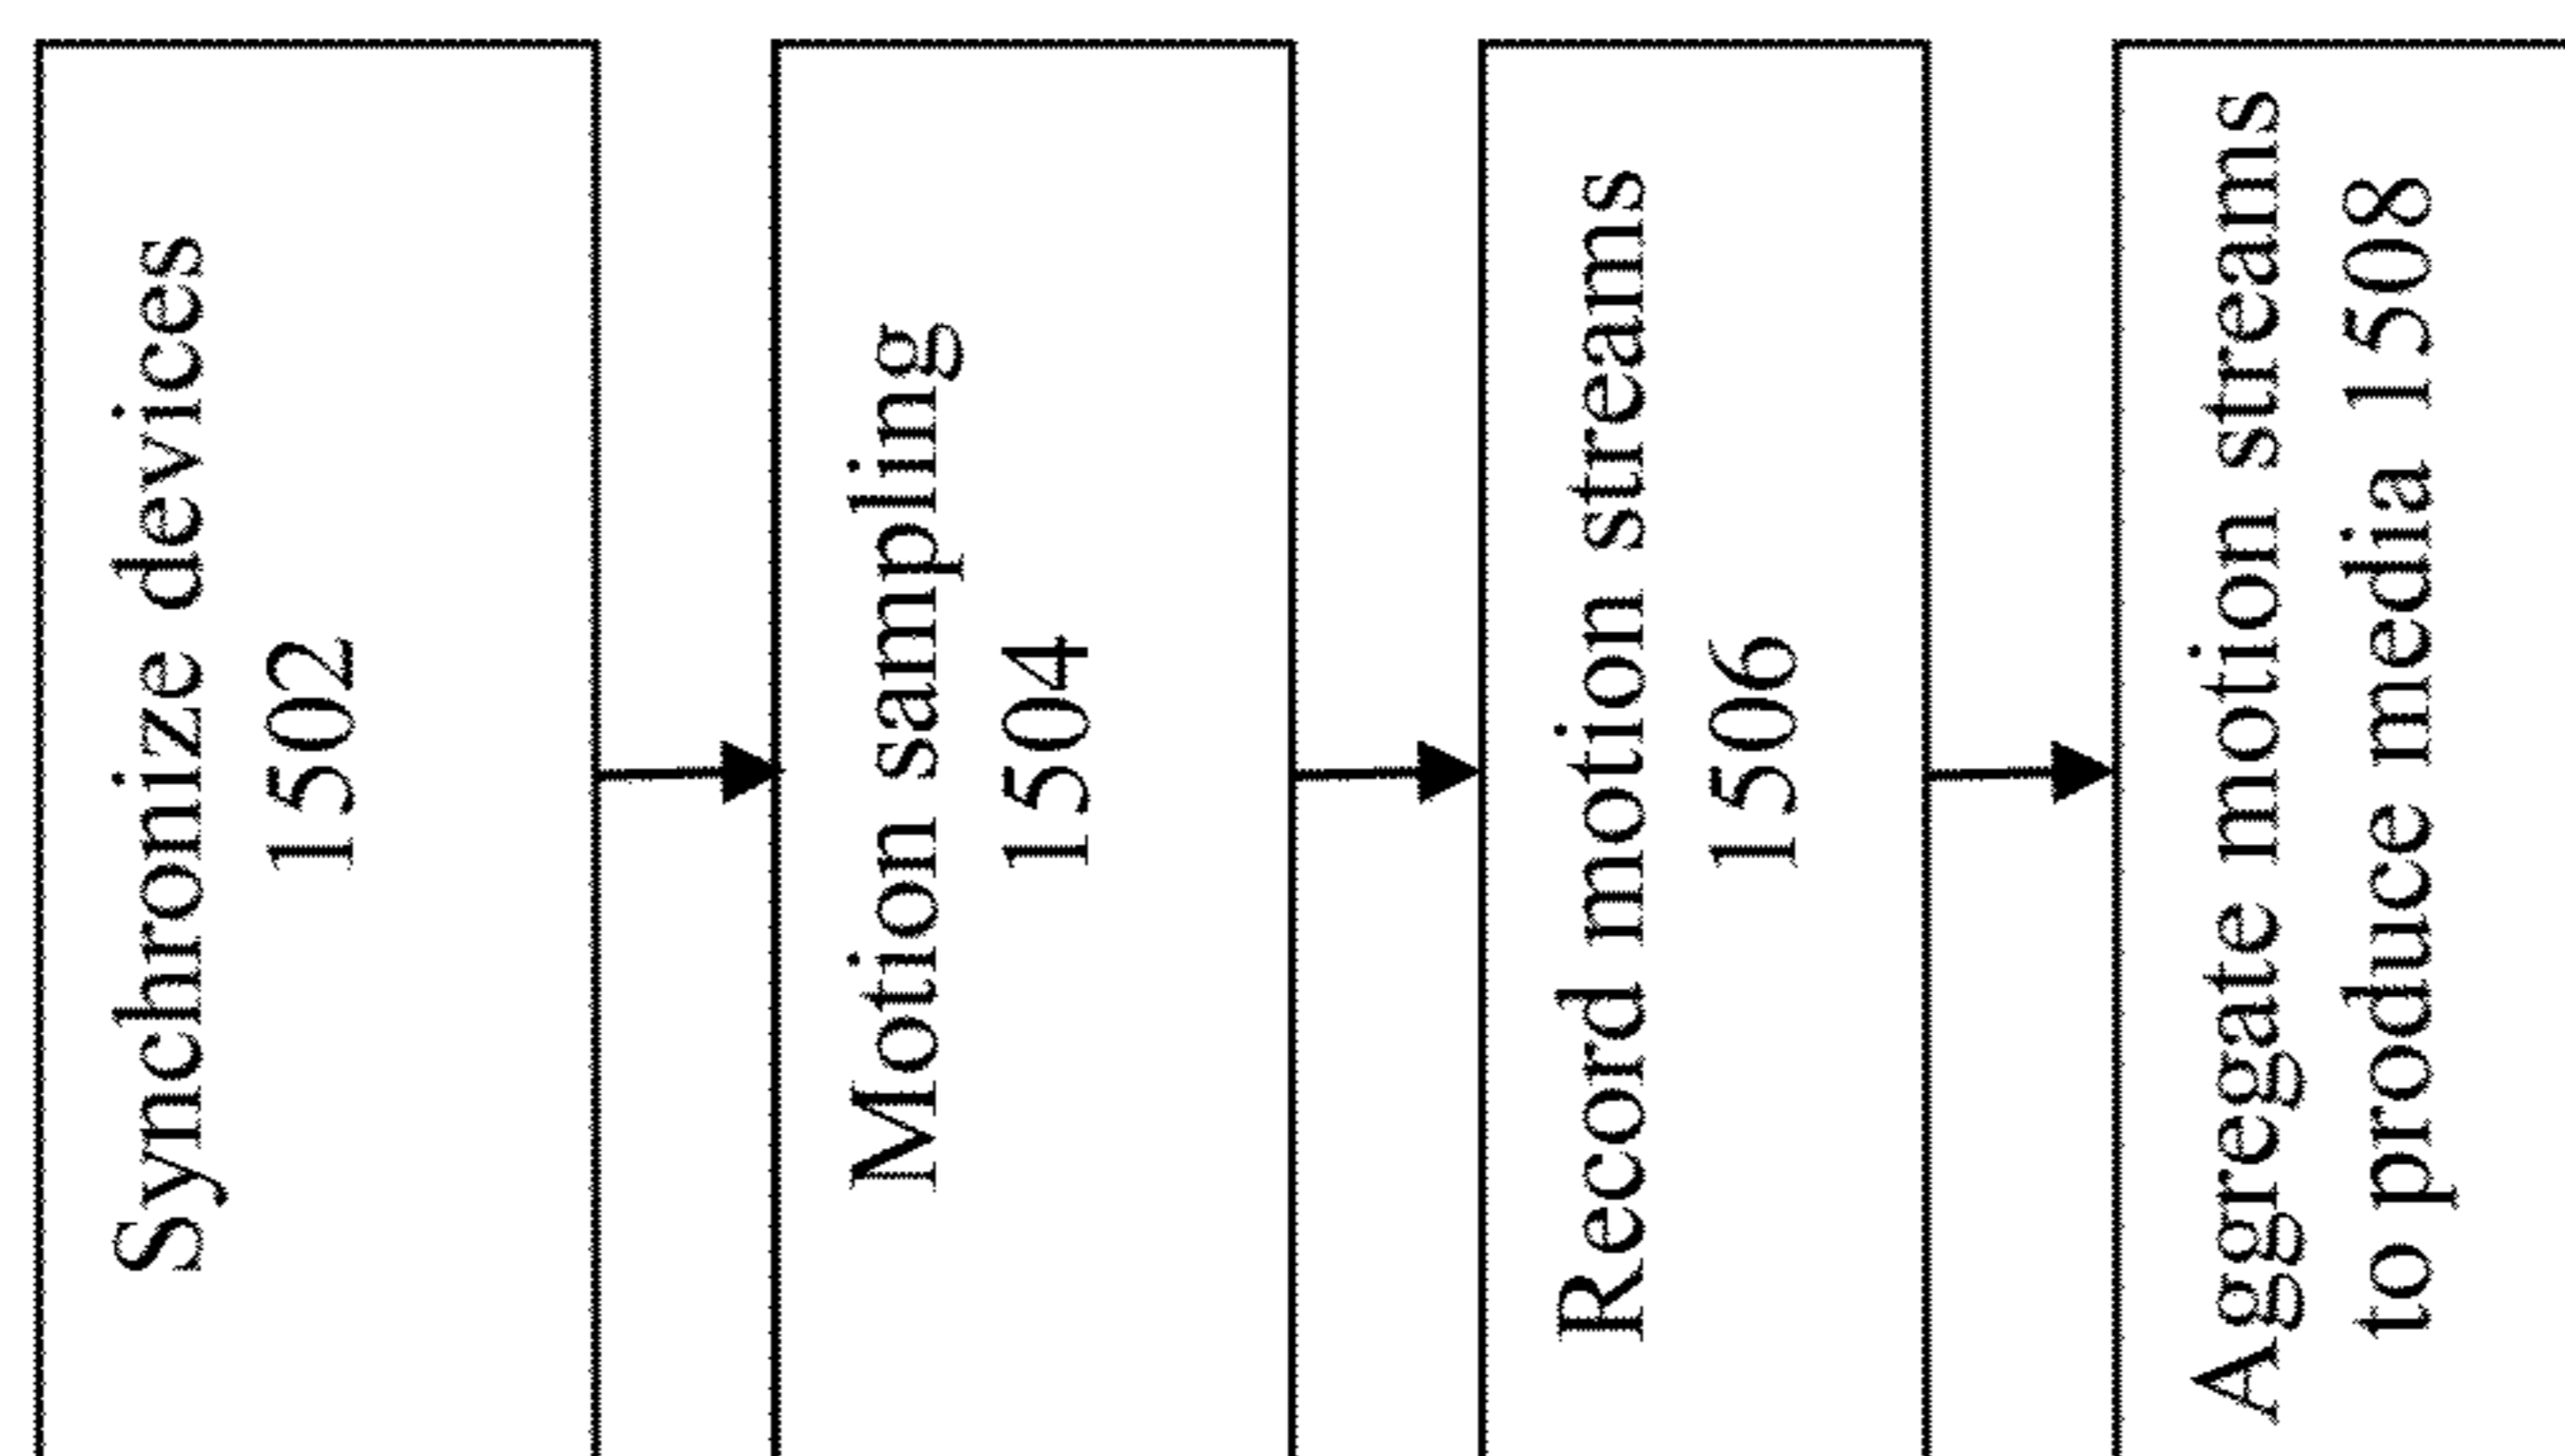 Synchronize devices
1502
Motion sampling
1504
Record motion streams
1506
Aggregate motion streams
to produce media 1508